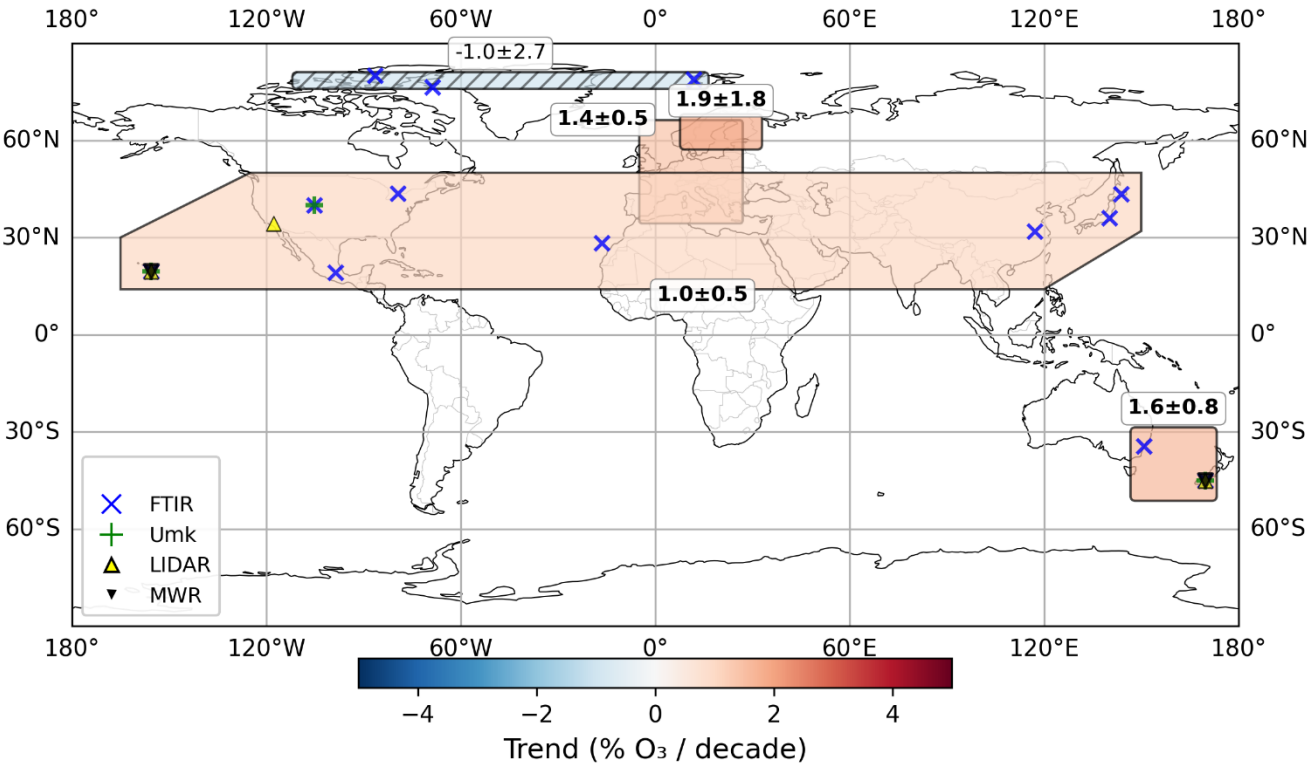 180° 120°W 60°W 0° 60°E 120°E 180°
-1.0±2.7
1.9±1.8
1.4±0.5
60°N 60°N
30°N 30°N
1.0±0.5
0° 0°
1.6±0.8
30°S 30°S
FTIR
Umk
LIDAR
MWR
60°S 60°S
180° 120°W 60°W 0° 60°E 120°E 180°
−4 −2 0 2 4
Trend (% O₃ / decade)